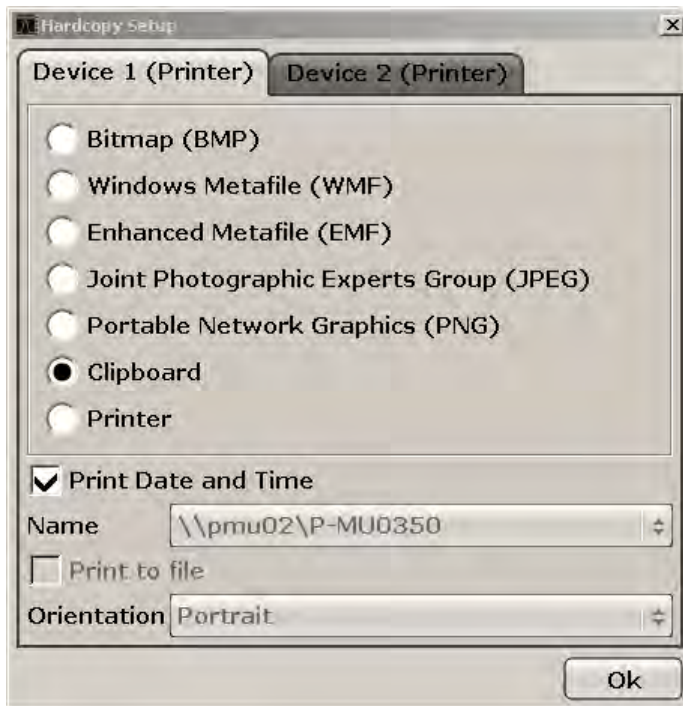 Hardcopy Setup
Device 1 (Printer) Device 2 (Printer)
Bitmap (BMP)
Windows Metafile (WMF)
Enhanced Metafile (EMF)
Joint Photographic Experts Group (JPEG)
Portable Network Graphics (PNG)
Clipboard
Printer
Print Date and Time
Name \\pmu02\P-MU0350
Print to file
Orientation Portrait
Ok